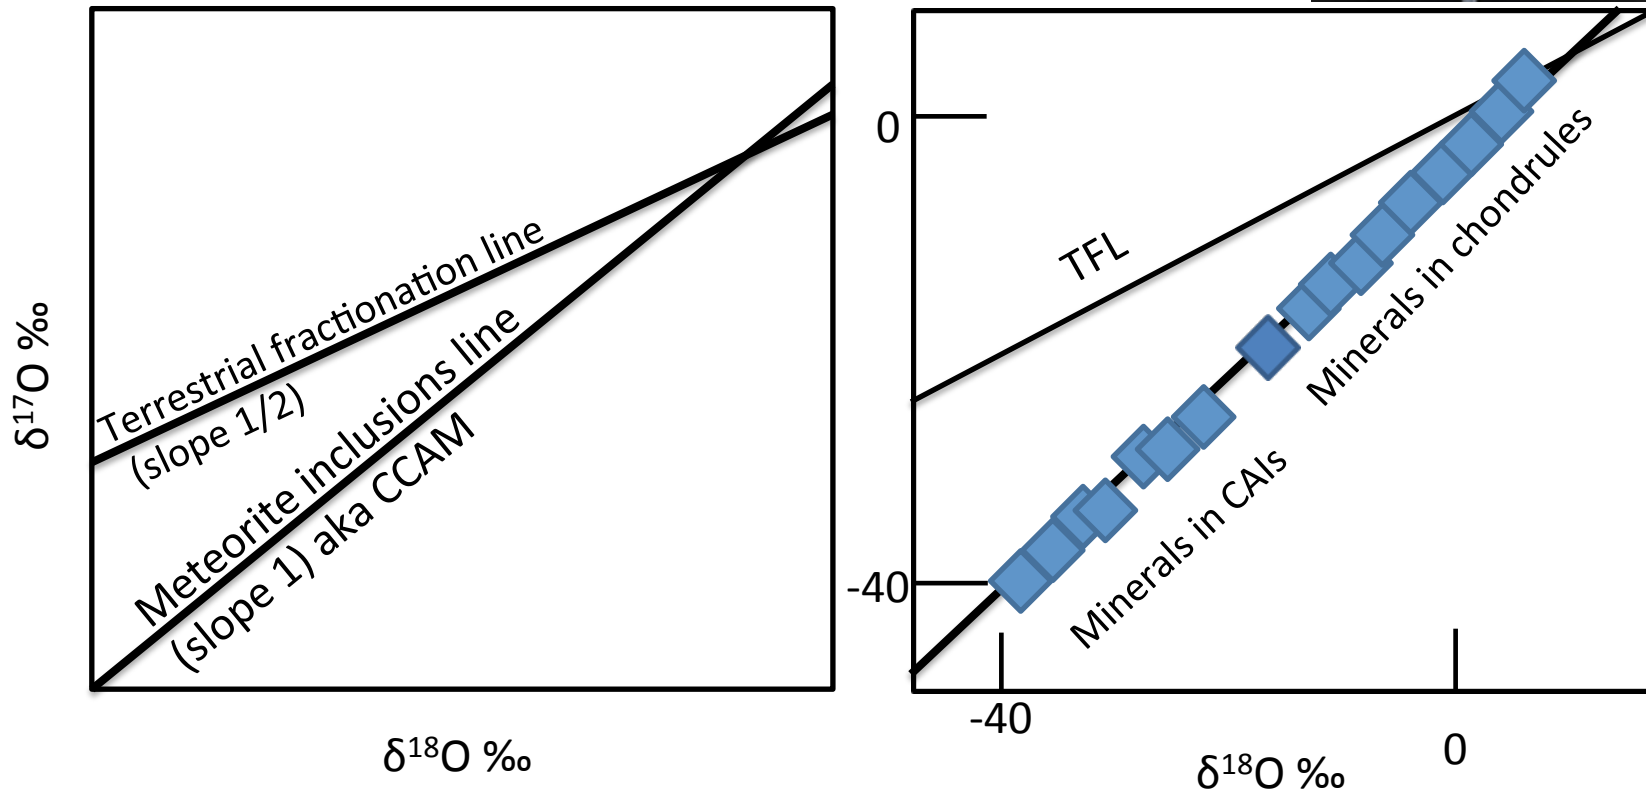 δ¹⁷O ‰
Terrestrial fractionation line
(slope 1/2)
Meteorite inclusions line
(slope 1) aka CCAM
δ¹⁸O ‰
0
-40
TFL
Minerals in chondrules
Minerals in CAIs
-40
0
δ¹⁸O ‰